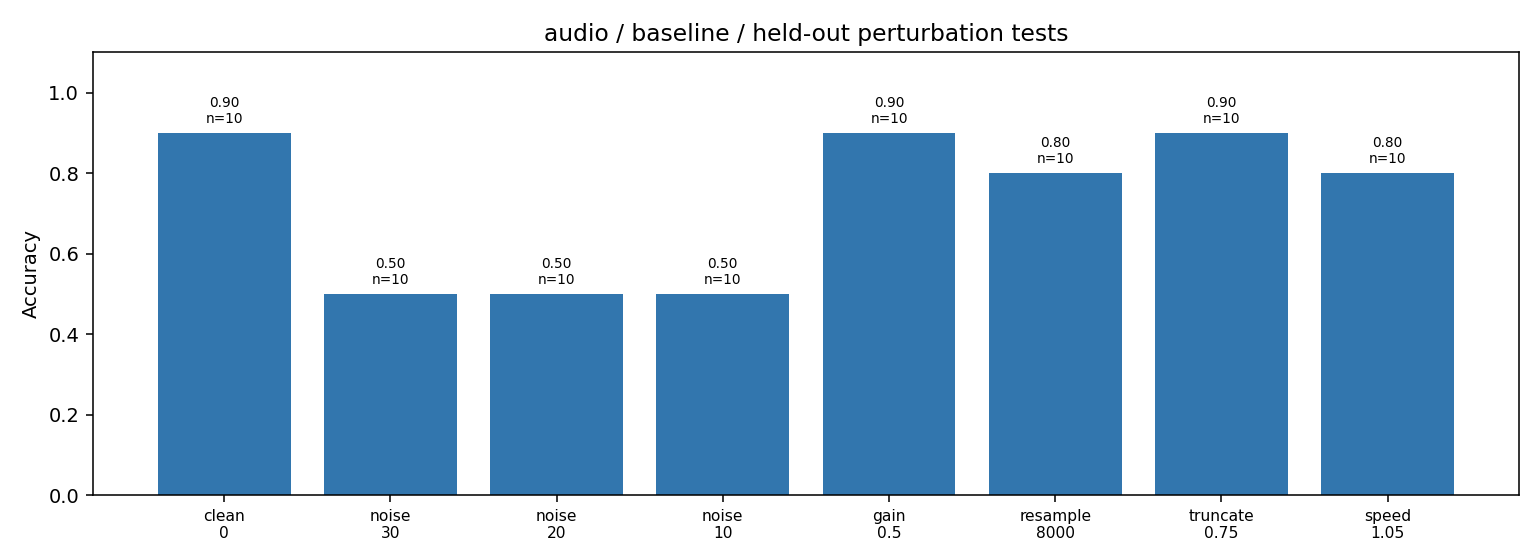 audio / baseline / held-out perturbation tests
Accuracy
1.0
0.8
0.6
0.4
0.2
0.0
0.90
n=10
0.50
n=10
0.50
n=10
0.50
n=10
0.90
n=10
0.80
n=10
0.90
n=10
0.80
n=10
clean
0
noise
30
noise
20
noise
10
gain
0.5
resample
8000
truncate
0.75
speed
1.05